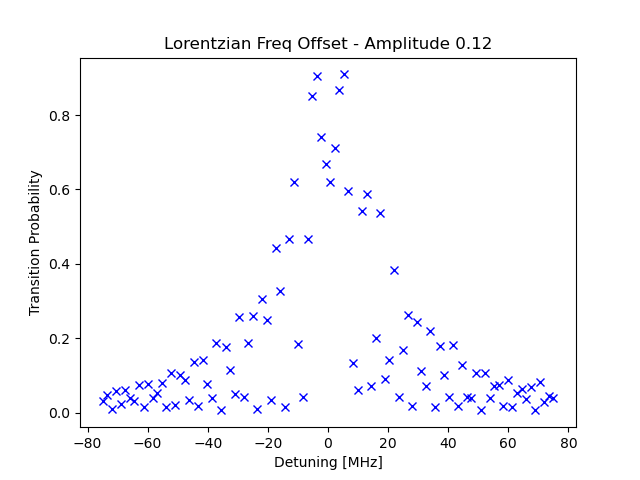 Lorentzian Freq Offset - Amplitude 0.12
Transition Probability
0.8
0.6
0.4
0.2
0.0
−80 −60 −40 −20 0 20 40 60 80
Detuning [MHz]